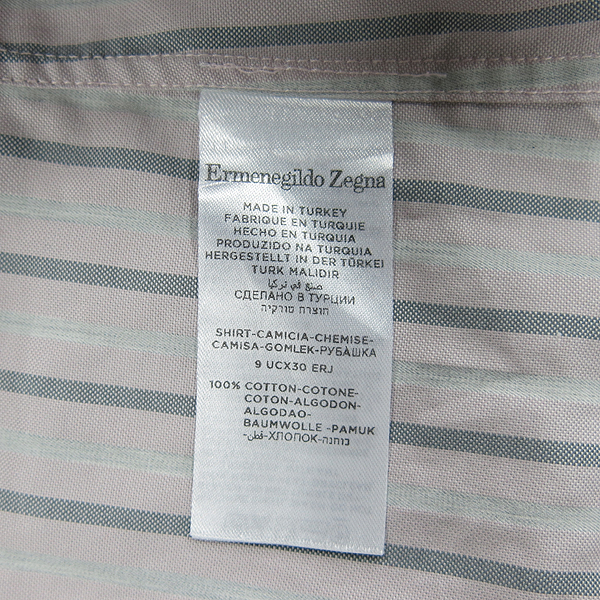 Ermenegildo Zegna
MADE IN TURKEY
FABRIQUE EN TURQUIE
HECHO EN TURQUIA
PRODUZIDO NA TURQUIA
HERGESTELLT IN DER TÜRKEI
TURK MALIDIR
صنع في تركيا
СДЕЛАНО В ТУРЦИИ
תוצרת מורקיה
SHIRT-CAMICIA-CHEMISE-
CAMISA-GOMLEK-РУБАШКА
9 UCX30 ERJ
100% COTTON-COTONE-
COTON-ALGODON-
ALGODAO-
BAUMWOLLE -PAMUK
-قطن-ХЛОПОК-כותנה